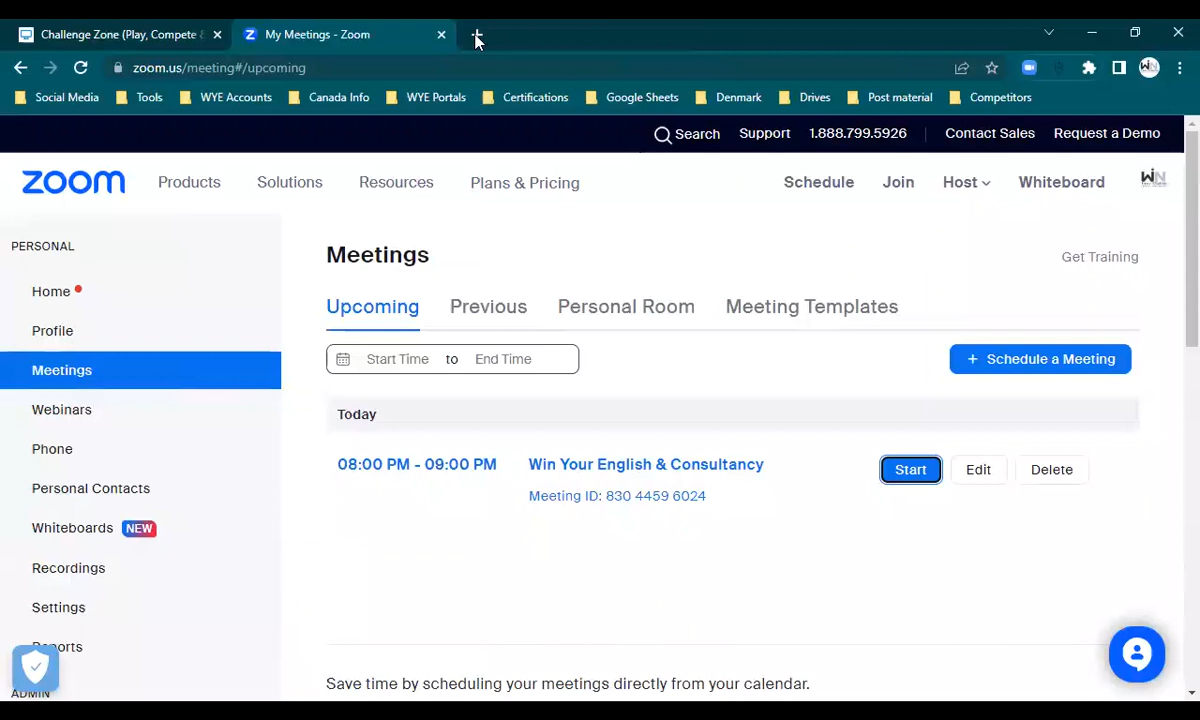 Challenge Zone (Play, Compete &
My Meetings - Zoom
zoom.us/meeting#/upcoming
Social Media Tools WYE Accounts Canada Info WYE Portals Certifications Google Sheets Denmark Drives Post material Competitors
Search Support 1.888.799.5926 Contact Sales Request a Demo
zoom Products Solutions Resources Plans & Pricing Schedule Join Host Whiteboard WIN
PERSONAL
Home
Profile
Meetings
Webinars
Phone
Personal Contacts
Whiteboards NEW
Recordings
Settings
Reports
ADMIN
Meetings
Get Training
Upcoming Previous Personal Room Meeting Templates
Start Time to End Time
+ Schedule a Meeting
Today
08:00 PM - 09:00 PM Win Your English & Consultancy Start Edit Delete
Meeting ID: 830 4459 6024
Save time by scheduling your meetings directly from your calendar.